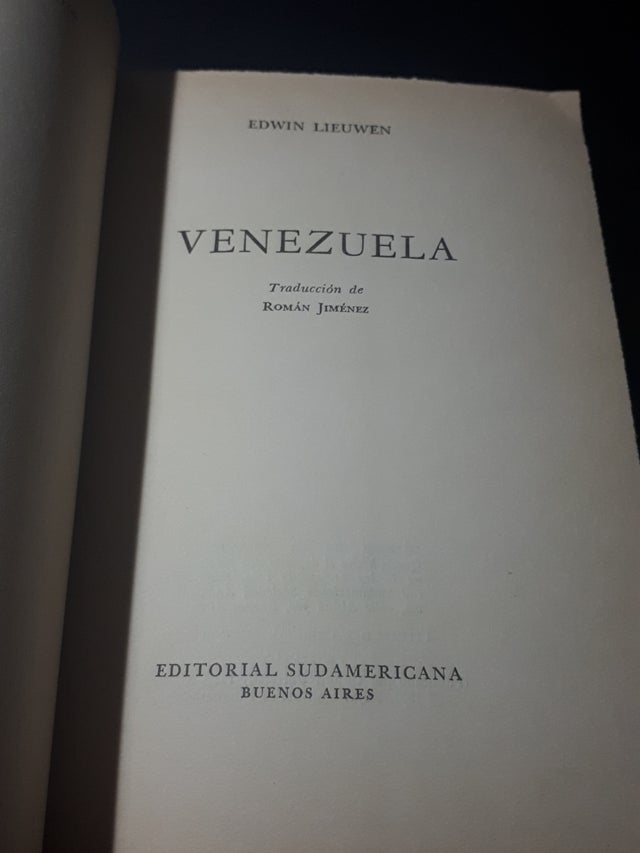 EDWIN LIEUWEN
VENEZUELA
Traducción de
ROMÁN JIMÉNEZ
EDITORIAL SUDAMERICANA
BUENOS AIRES